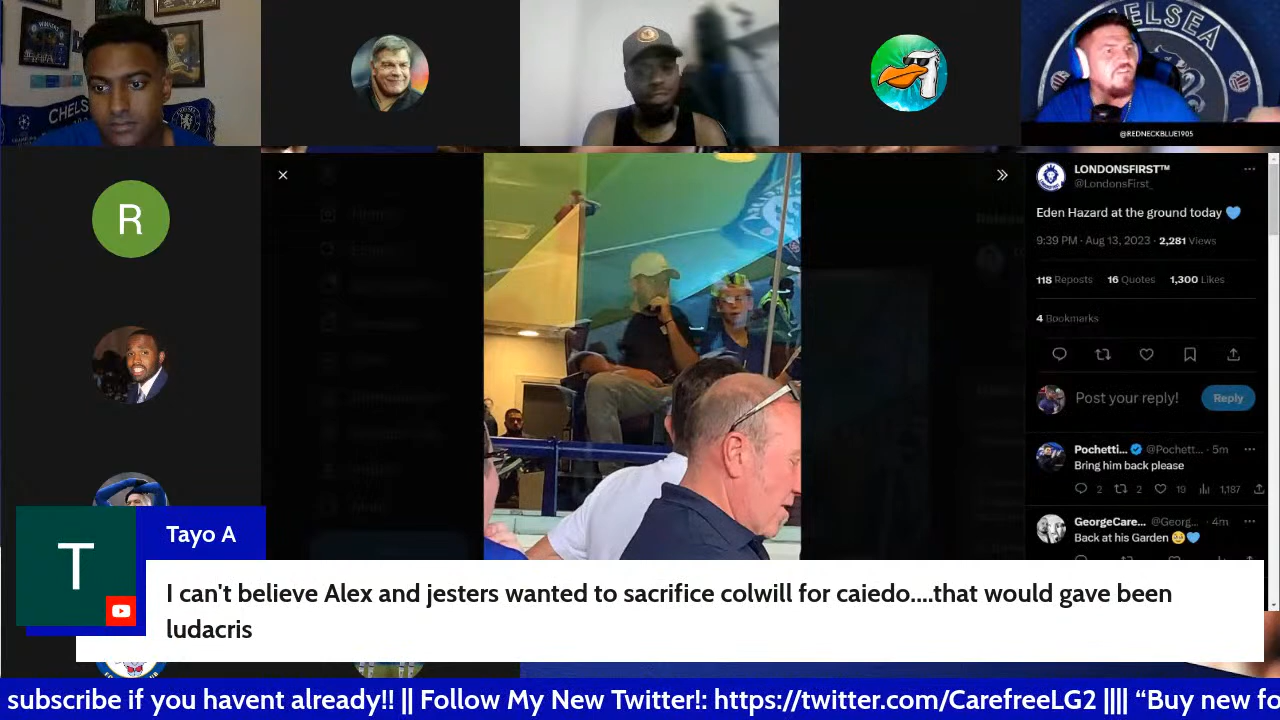 CHELS
CHELSEA
@REDNECKBLUE1905
R
LONDONSFIRST™
@LondonsFirst_
Eden Hazard at the ground today 💙
9:39 PM · Aug 13, 2023 · 2,281 Views
118 Reposts 16 Quotes 1,300 Likes
4 Bookmarks
Post your reply!
Reply
Pochetti... @Pochett... · 5m
Bring him back please
2 2 19 1,187
GeorgeCare... @Georg... · 4m
Back at his Garden 🥹💙
T
Tayo A
I can't believe Alex and jesters wanted to sacrifice colwill for caiedo....that would gave been
ludacris
subscribe if you havent already!! || Follow My New Twitter!: https://twitter.com/CarefreeLG2 |||| “Buy new fo